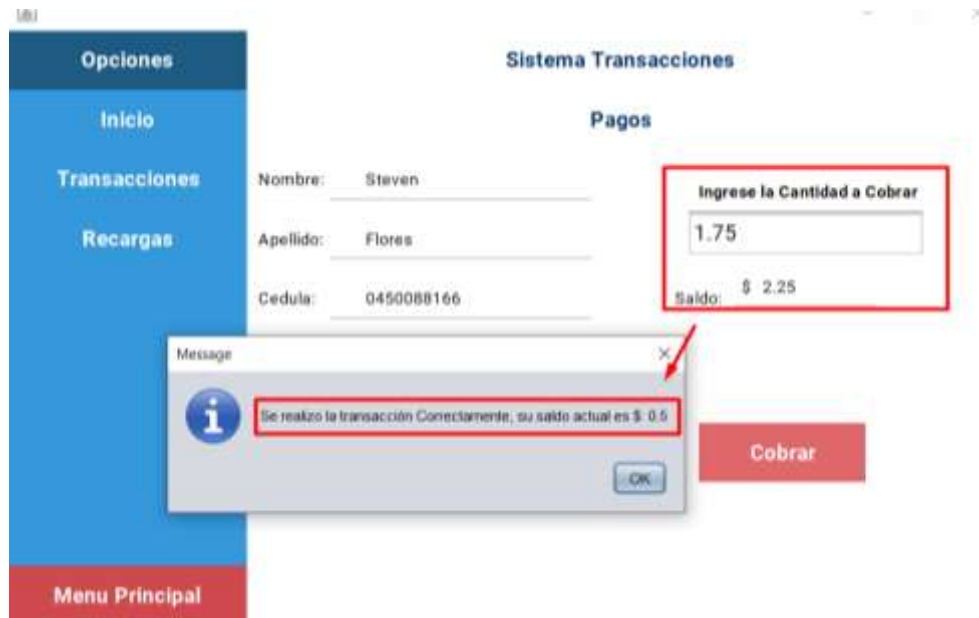 Opciones
Sistema Transacciones
Inicio
Pagos
Transacciones
Nombre: Steven
Ingrese la Cantidad a Cobrar
1.75
Recargas
Apellido: Flores
Cedula: 0450088166
Saldo: $ 2.25
Message
Se realizo la transacción Correctamente, su saldo actual es $ 0.5
OK
Cobrar
Menu Principal